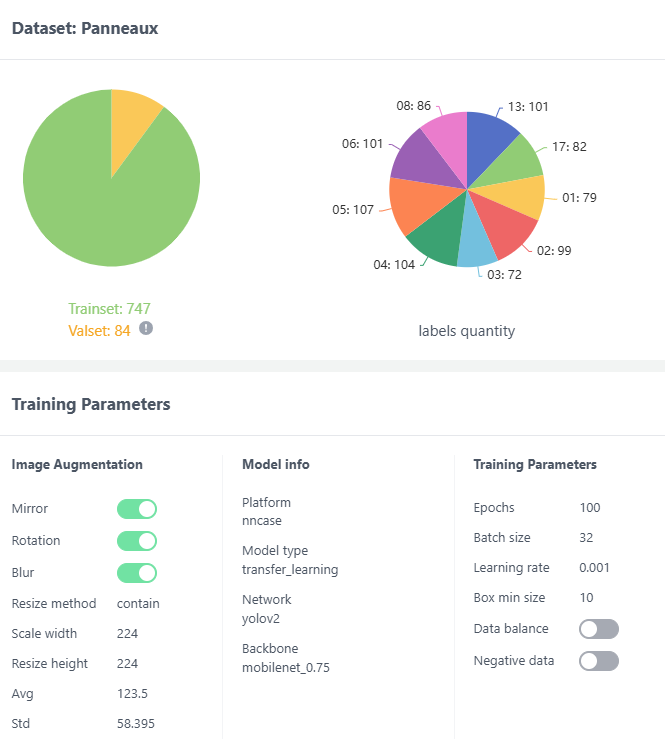 Dataset: Panneaux
08: 86
13: 101
06: 101
17: 82
05: 107
01: 79
04: 104
02: 99
03: 72
Trainset: 747
Valset: 84
labels quantity
Training Parameters
Image Augmentation
Mirror
Rotation
Blur
Resize method contain
Scale width 224
Resize height 224
Avg 123.5
Std 58.395
Model info
Platform
nncase
Model type
transfer_learning
Network
yolov2
Backbone
mobilenet_0.75
Training Parameters
Epochs 100
Batch size 32
Learning rate 0.001
Box min size 10
Data balance
Negative data